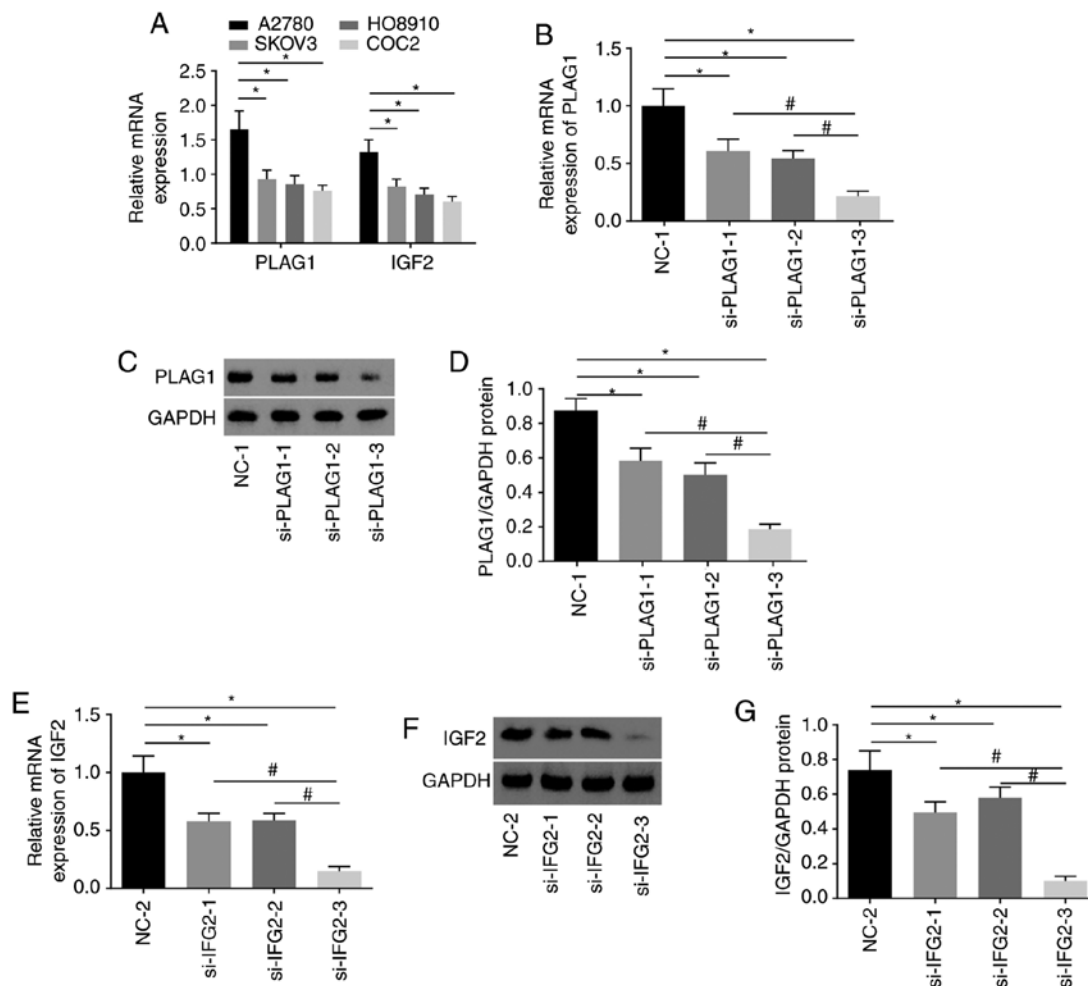 A
A2780
HO8910
SKOV3
COC2
Relative mRNA
expression
2.5
2.0
1.5
1.0
0.5
0.0
*
*
*
*
*
*
PLAG1
IGF2
B
Relative mRNA
expression of PLAG1
1.5
1.0
0.5
0.0
*
*
*
#
#
NC-1
si-PLAG1-1
si-PLAG1-2
si-PLAG1-3
C
PLAG1
GAPDH
NC-1
si-PLAG1-1
si-PLAG1-2
si-PLAG1-3
D
PLAG1/GAPDH protein
1.0
0.8
0.6
0.4
0.2
0.0
*
*
*
#
#
NC-1
si-PLAG1-1
si-PLAG1-2
si-PLAG1-3
E
Relative mRNA
expression of IGF2
1.5
1.0
0.5
0.0
*
*
*
#
#
NC-2
si-IFG2-1
si-IFG2-2
si-IFG2-3
F
IGF2
GAPDH
NC-2
si-IFG2-1
si-IFG2-2
si-IFG2-3
G
IGF2/GAPDH protein
1.0
0.8
0.6
0.4
0.2
0.0
*
*
*
#
#
NC-2
si-IFG2-1
si-IFG2-2
si-IFG2-3